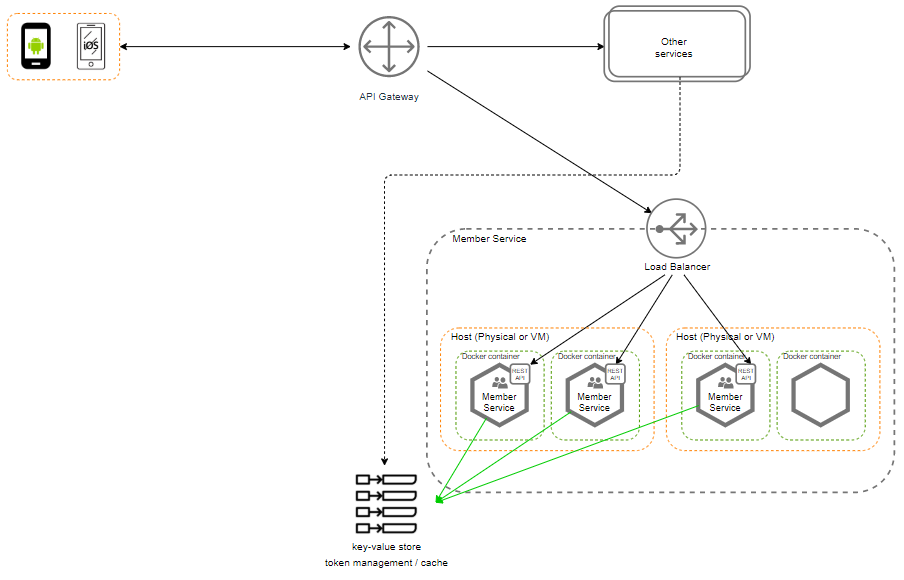 iOS
API Gateway
Other
services
Member Service
Load Balancer
Host (Physical or VM)
Host (Physical or VM)
Docker container
Docker container
Docker container
Docker container
REST
API
REST
API
REST
API
Member
Service
Member
Service
Member
Service
key-value store
token management / cache